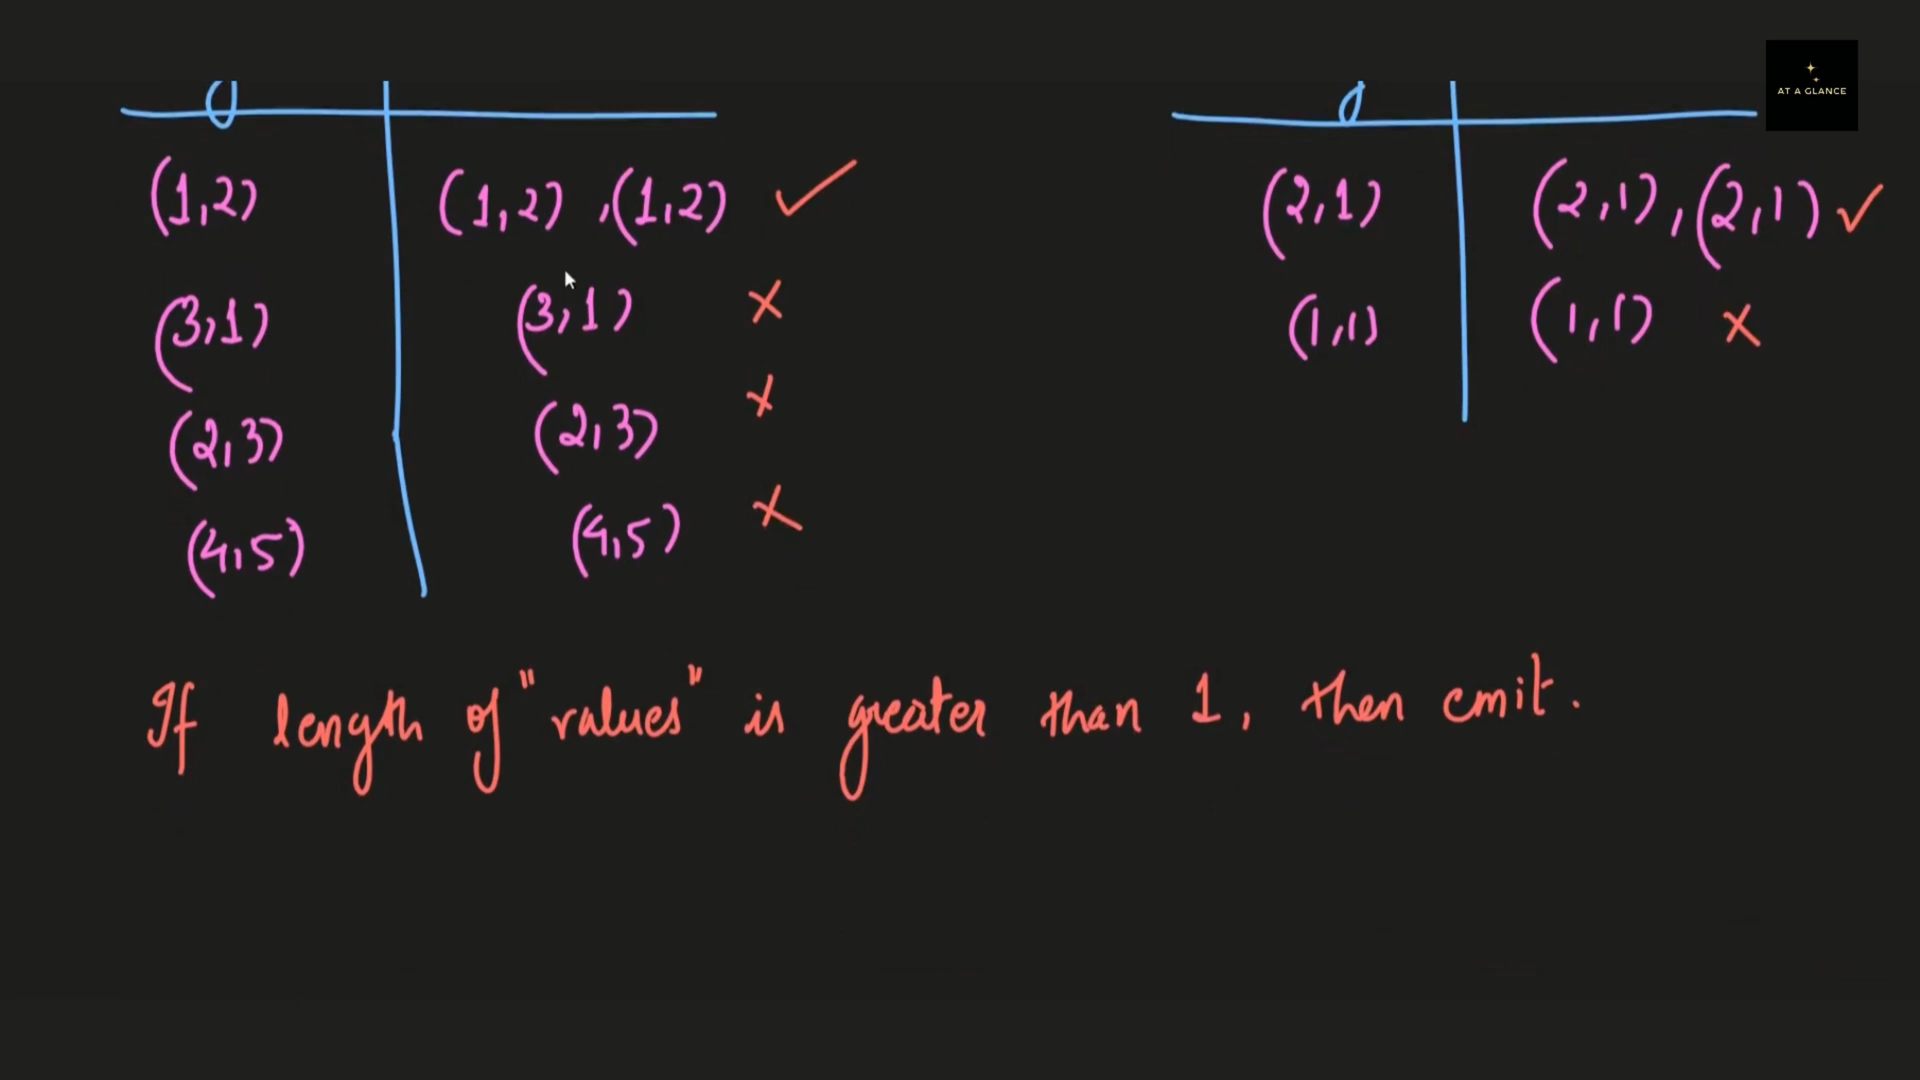 AT A GLANCE
(1,2) (1,2) ,(1,2) ✓ (2,1) (2,1),(2,1) ✓
(3,1) (3,1) × (1,1) (1,1) ×
(2,3) (2,3) ×
(4,5) (4,5) ×
If length of "values" is greater than 1, then emit.